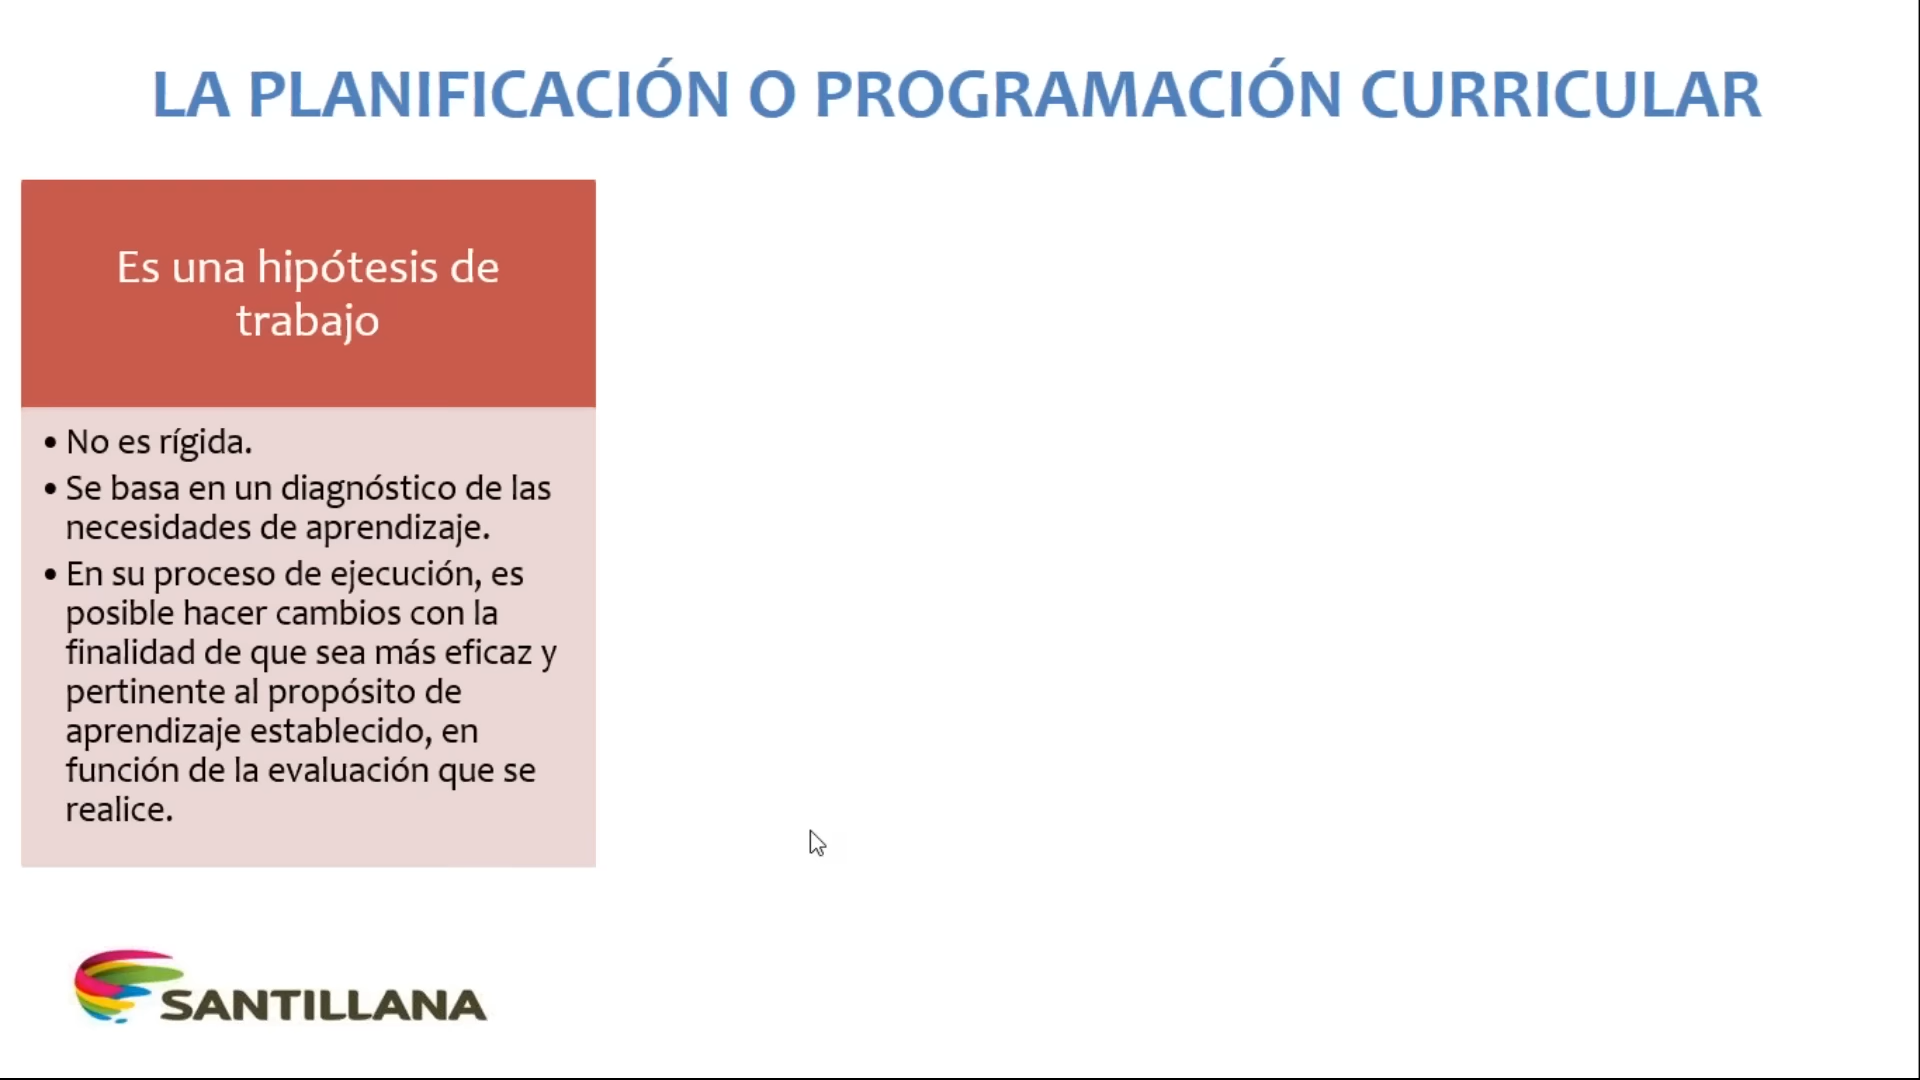 LA PLANIFICACIÓN O PROGRAMACIÓN CURRICULAR
Es una hipótesis de
trabajo
• No es rígida.
• Se basa en un diagnóstico de las
necesidades de aprendizaje.
• En su proceso de ejecución, es
posible hacer cambios con la
finalidad de que sea más eficaz y
pertinente al propósito de
aprendizaje establecido, en
función de la evaluación que se
realice.
SANTILLANA